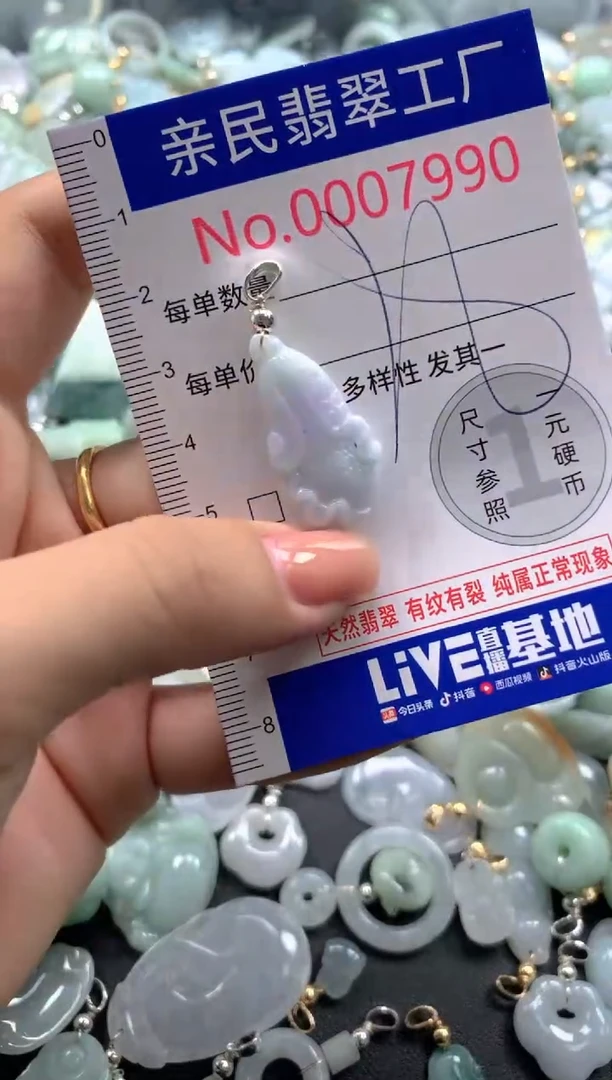 亲民翡翠工厂
No.0007990
0
1
2
3
4
5
7
8
每单数量
每单价
多样性 发其一
尺寸参照
1
一元硬币
天然翡翠 有纹有裂 纯属正常现象
LiVE直播基地
今日头条 抖音 西瓜视频 抖音火山版